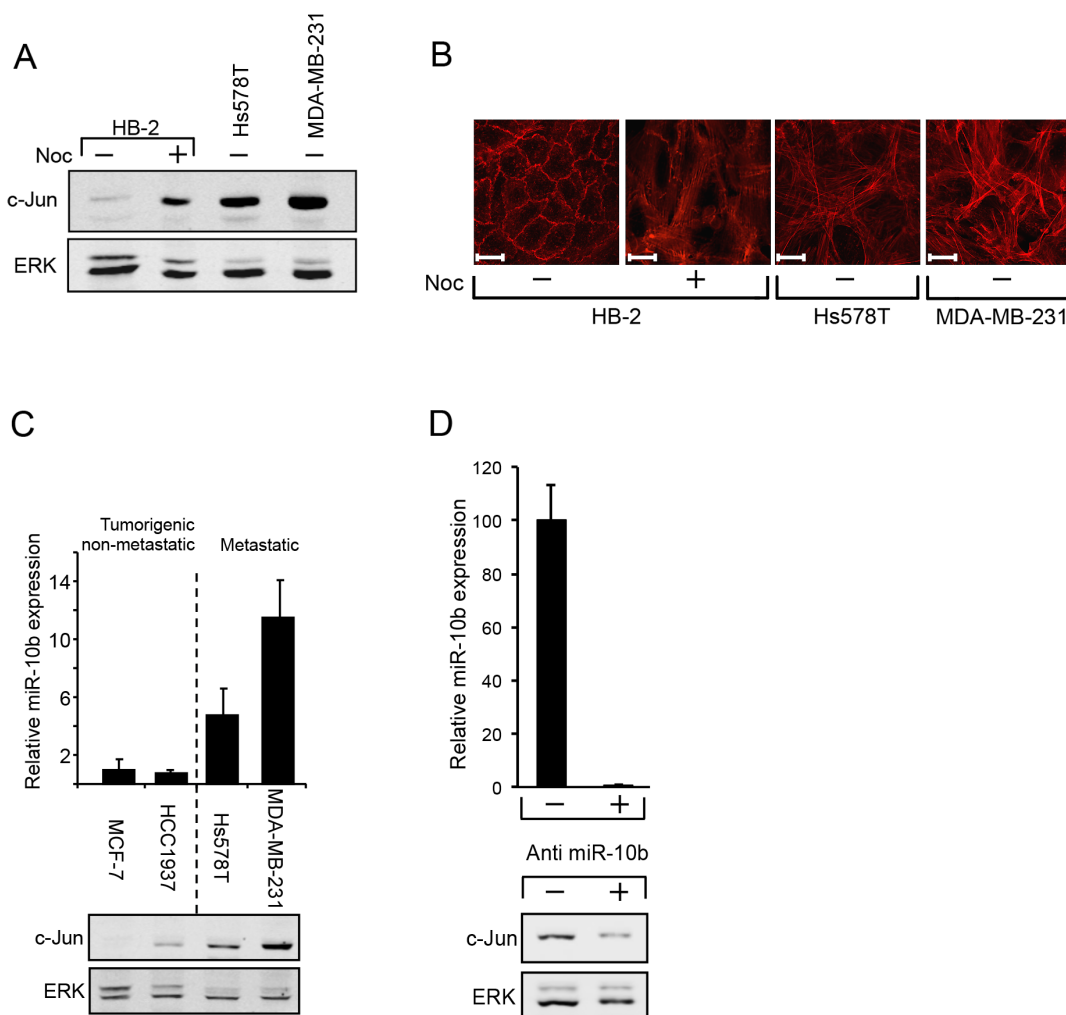 A
HB-2
Hs578T
MDA-MB-231
Noc − + − −
c-Jun
ERK
B
Noc − + − −
HB-2 Hs578T MDA-MB-231
C
Tumorigenic
non-metastatic
Metastatic
Relative miR-10b expression
14
10
6
2
MCF-7
HCC1937
Hs578T
MDA-MB-231
c-Jun
ERK
D
Relative miR-10b expression
120
100
80
60
40
20
0
− +
Anti miR-10b
− +
c-Jun
ERK